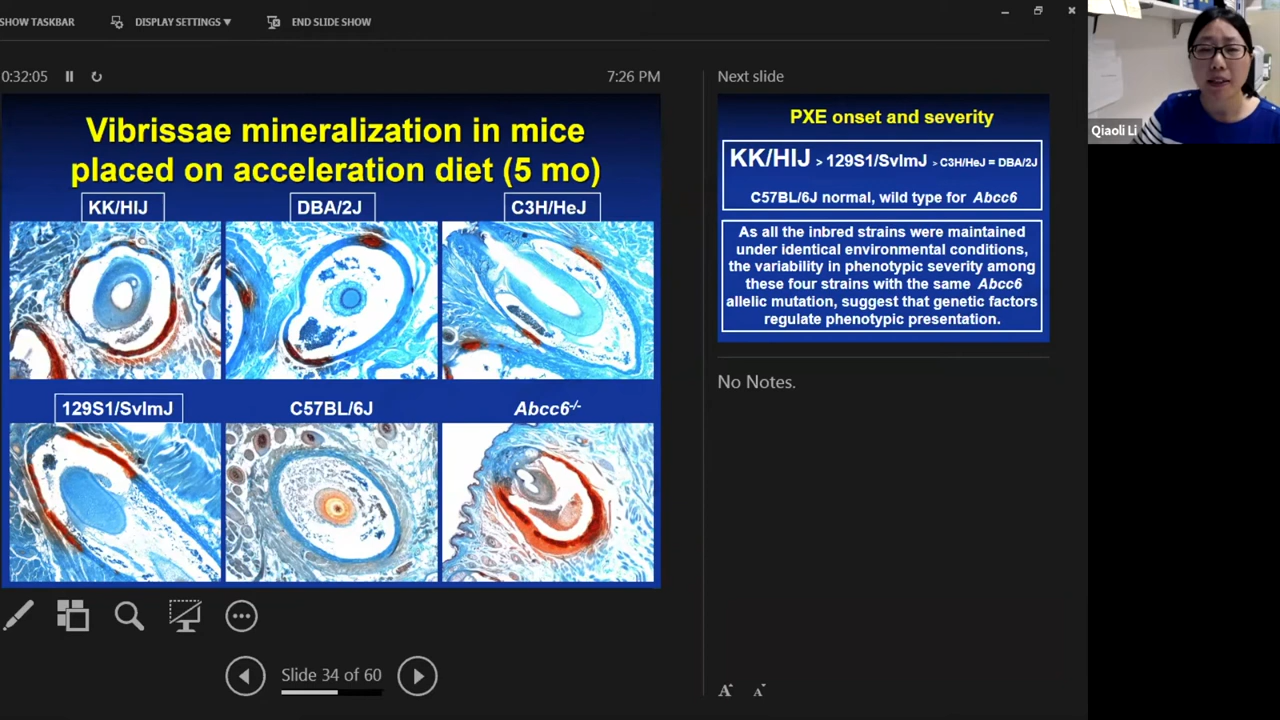 SHOW TASKBAR
DISPLAY SETTINGS ▼
END SLIDE SHOW
0:32:05
7:26 PM
Vibrissae mineralization in mice
placed on acceleration diet (5 mo)
KK/HIJ
DBA/2J
C3H/HeJ
129S1/SvlmJ
C57BL/6J
Abcc6-/-
Slide 34 of 60
Next slide
PXE onset and severity
KK/HIJ > 129S1/SvlmJ > C3H/HeJ = DBA/2J
C57BL/6J normal, wild type for Abcc6
As all the inbred strains were maintained
under identical environmental conditions,
the variability in phenotypic severity among
these four strains with the same Abcc6
allelic mutation, suggest that genetic factors
regulate phenotypic presentation.
No Notes.
A A
Qiaoli Li